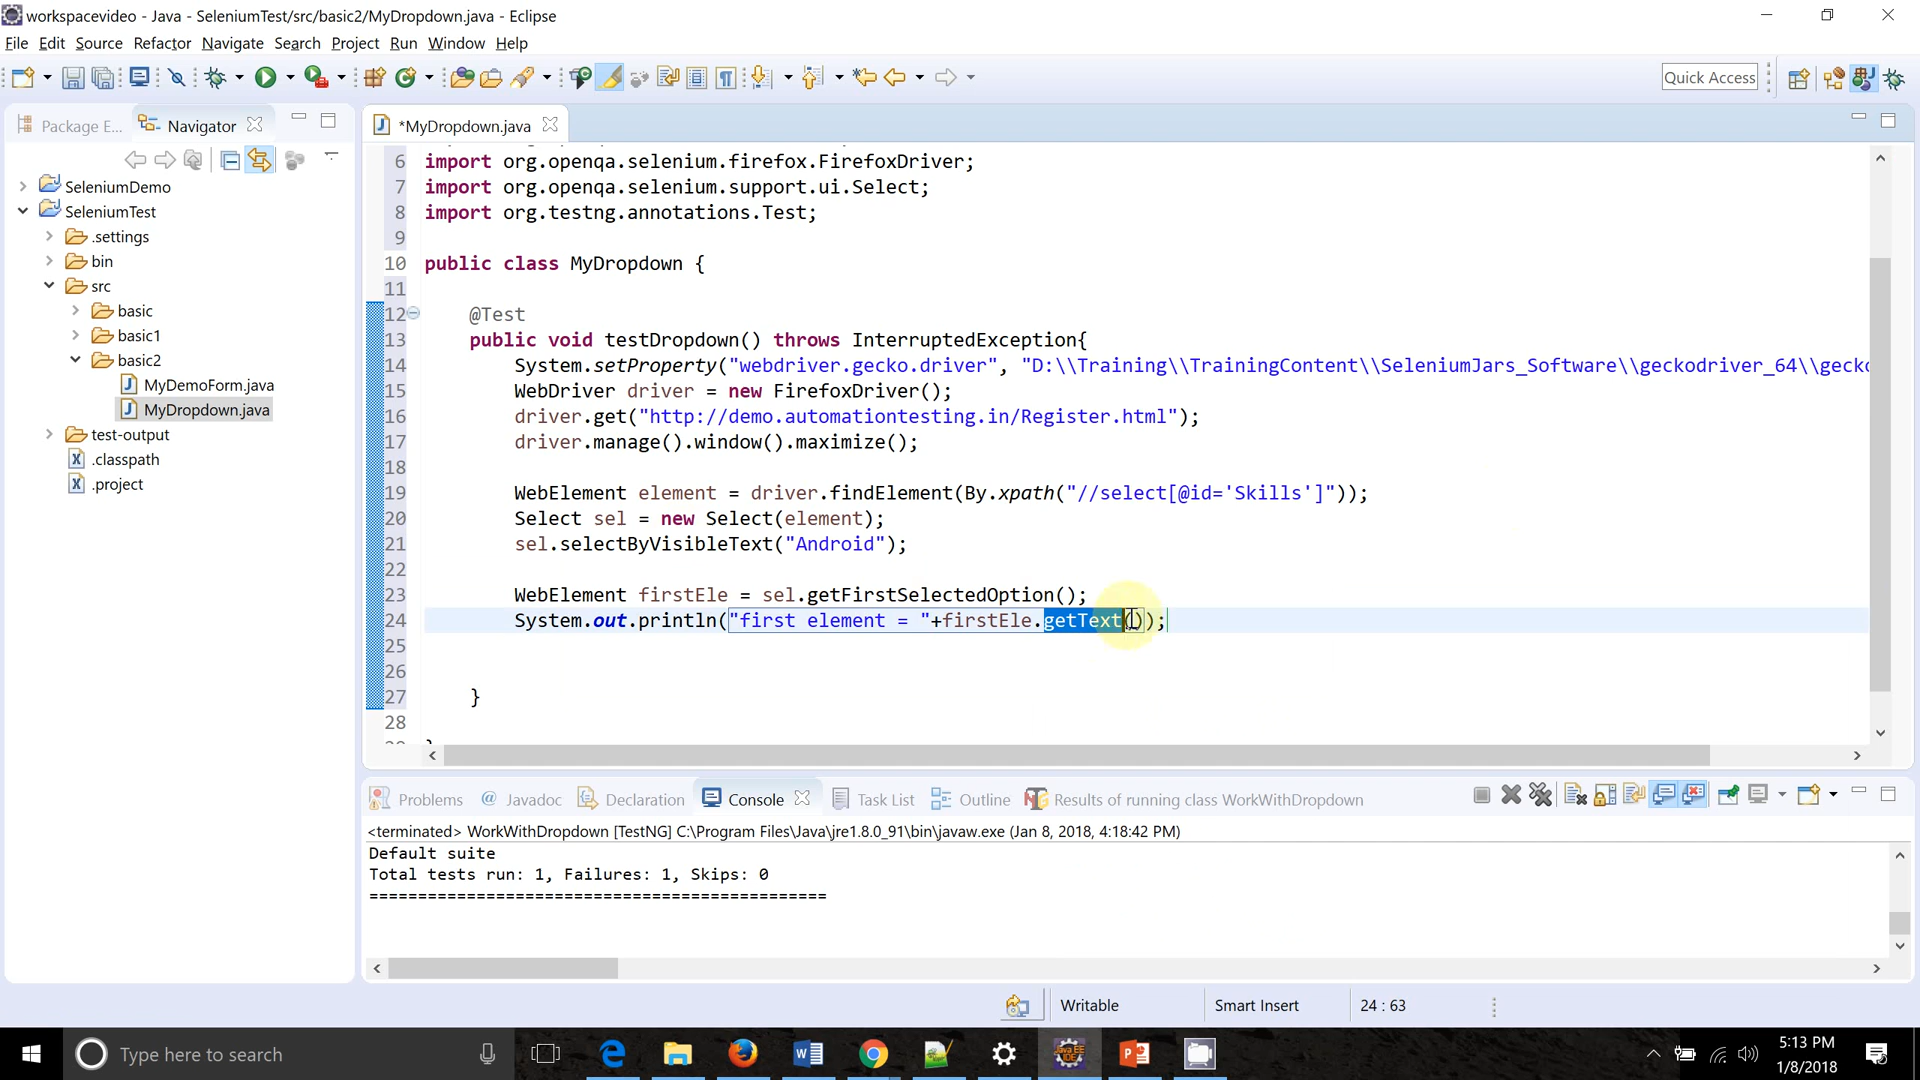 workspacevideo - Java - SeleniumTest/src/basic2/MyDropdown.java - Eclipse
File Edit Source Refactor Navigate Search Project Run Window Help
Quick Access
Package E... Navigator
*MyDropdown.java
SeleniumDemo
SeleniumTest
.settings
bin
src
basic
basic1
basic2
MyDemoForm.java
MyDropdown.java
test-output
.classpath
.project
6 import org.openqa.selenium.firefox.FirefoxDriver;
7 import org.openqa.selenium.support.ui.Select;
8 import org.testng.annotations.Test;
9
10 public class MyDropdown {
11
12 @Test
13 public void testDropdown() throws InterruptedException{
14 System.setProperty("webdriver.gecko.driver", "D:\\Training\\TrainingContent\\SeleniumJars_Software\\geckodriver_64\\gecko
15 WebDriver driver = new FirefoxDriver();
16 driver.get("http://demo.automationtesting.in/Register.html");
17 driver.manage().window().maximize();
18
19 WebElement element = driver.findElement(By.xpath("//select[@id='Skills']"));
20 Select sel = new Select(element);
21 sel.selectByVisibleText("Android");
22
23 WebElement firstEle = sel.getFirstSelectedOption();
24 System.out.println("first element = "+firstEle.getText());
25
26
27 }
28
Problems @ Javadoc Declaration Console Task List Outline Results of running class WorkWithDropdown
<terminated> WorkWithDropdown [TestNG] C:\Program Files\Java\jre1.8.0_91\bin\javaw.exe (Jan 8, 2018, 4:18:42 PM)
Default suite
Total tests run: 1, Failures: 1, Skips: 0
===============================================
Writable Smart Insert 24 : 63
Type here to search
5:13 PM
1/8/2018